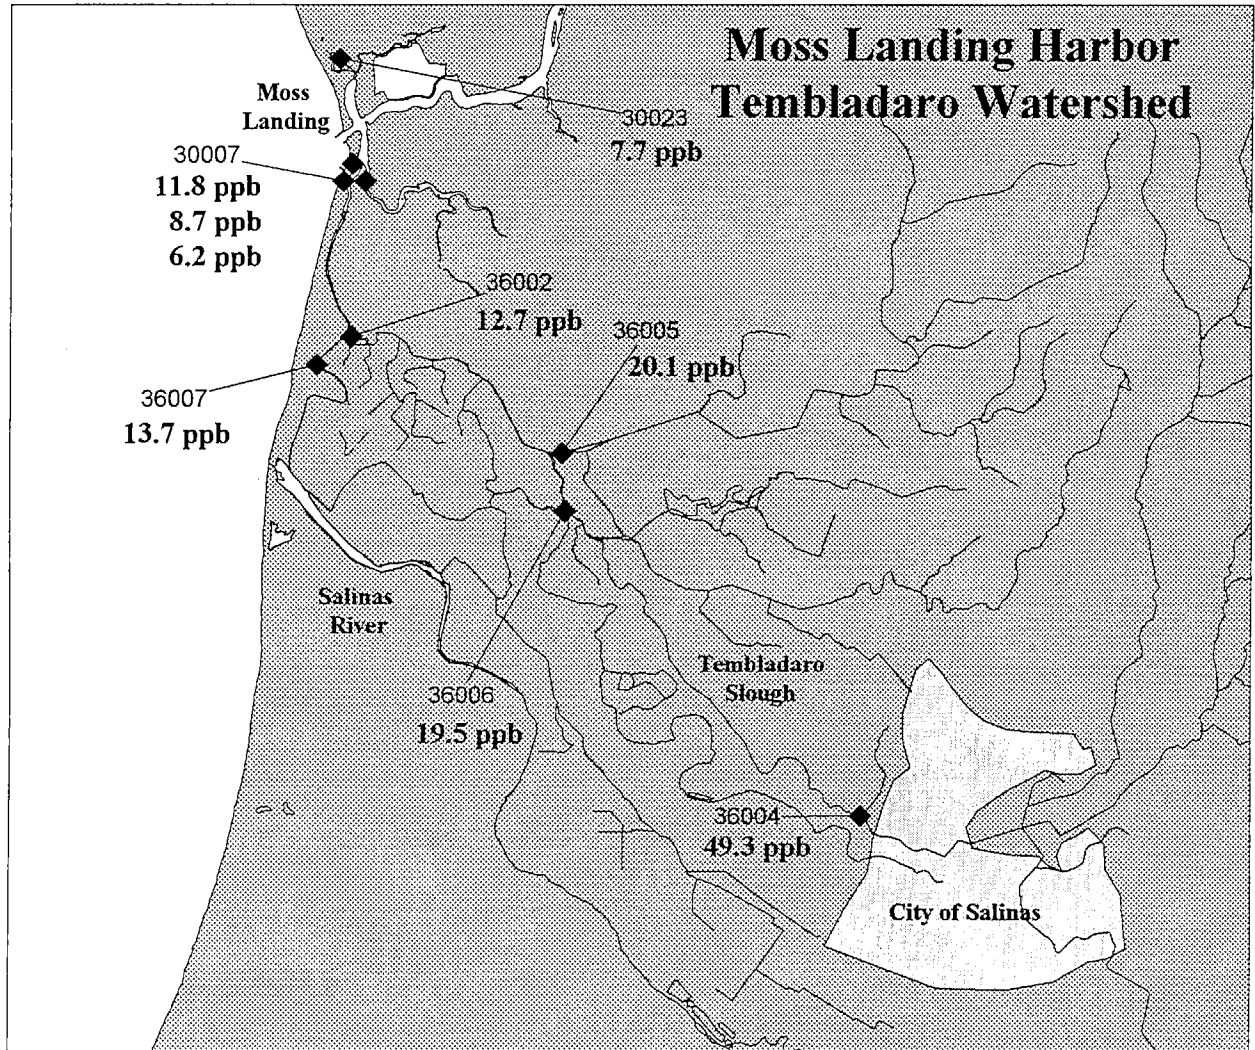 Moss Landing Harbor
Tembladaro Watershed
Moss
Landing
30023
7.7 ppb
30007
11.8 ppb
8.7 ppb
6.2 ppb
36002
12.7 ppb
36005
20.1 ppb
36007
13.7 ppb
Salinas
River
Tembladaro
Slough
36006
19.5 ppb
36004
49.3 ppb
City of Salinas